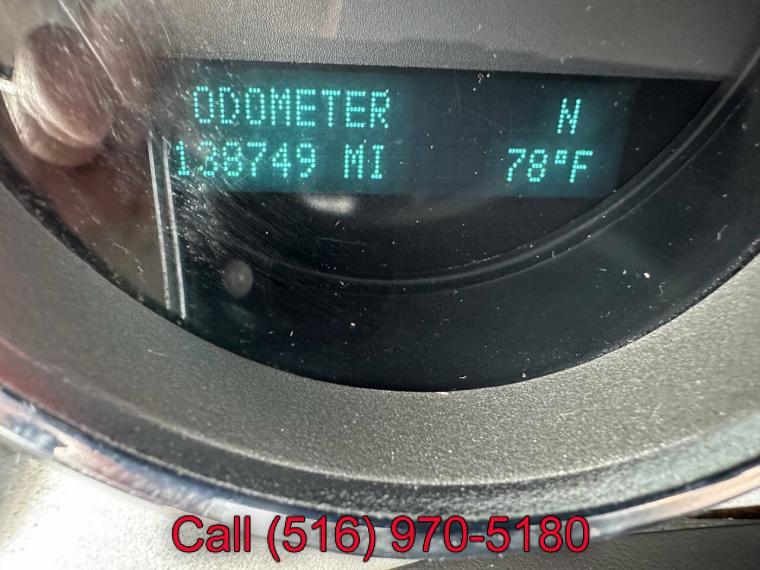 ODOMETER N
138749 MI 78°F
Call (516) 970-5180